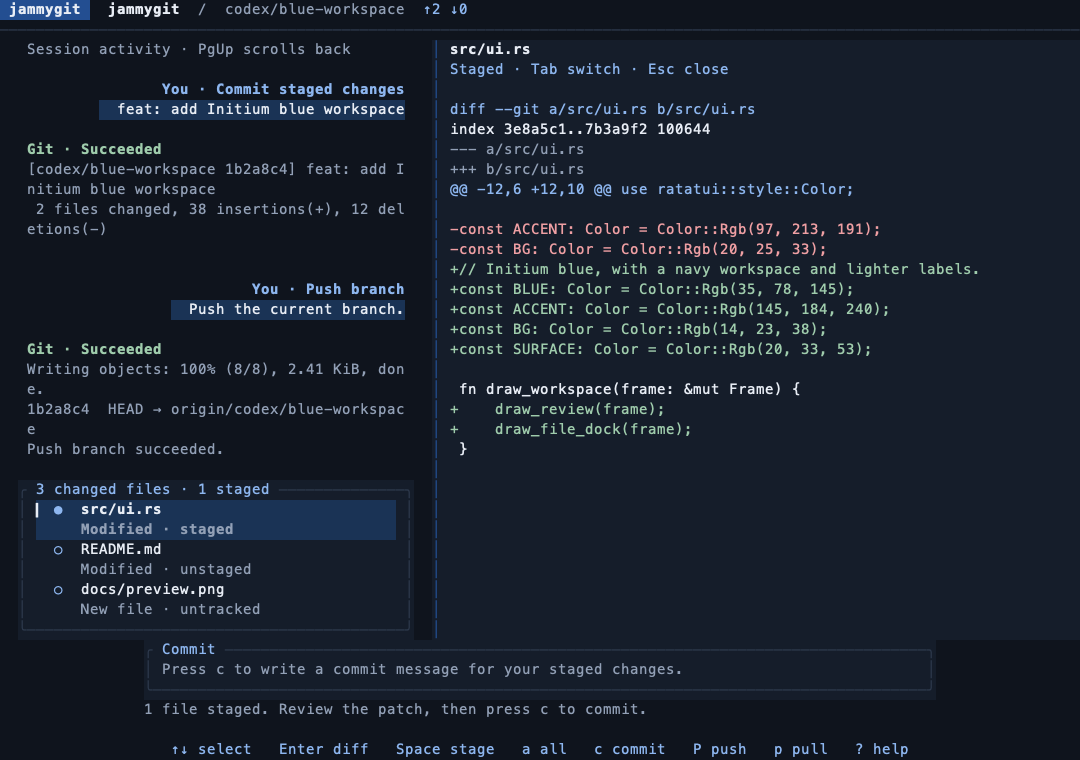 jammygit jammygit / codex/blue-workspace ↑2 ↓0
Session activity · PgUp scrolls back
You · Commit staged changes
feat: add Initium blue workspace
Git · Succeeded
[codex/blue-workspace 1b2a8c4] feat: add I
nitium blue workspace
2 files changed, 38 insertions(+), 12 del
etions(-)
You · Push branch
Push the current branch.
Git · Succeeded
Writing objects: 100% (8/8), 2.41 KiB, don
e.
1b2a8c4  HEAD → origin/codex/blue-workspac
e
Push branch succeeded.
3 changed files · 1 staged
● src/ui.rs
Modified · staged
○ README.md
Modified · unstaged
○ docs/preview.png
New file · untracked
src/ui.rs
Staged · Tab switch · Esc close
diff --git a/src/ui.rs b/src/ui.rs
index 3e8a5c1..7b3a9f2 100644
--- a/src/ui.rs
+++ b/src/ui.rs
@@ -12,6 +12,10 @@ use ratatui::style::Color;
-const ACCENT: Color = Color::Rgb(97, 213, 191);
-const BG: Color = Color::Rgb(20, 25, 33);
+// Initium blue, with a navy workspace and lighter labels.
+const BLUE: Color = Color::Rgb(35, 78, 145);
+const ACCENT: Color = Color::Rgb(145, 184, 240);
+const BG: Color = Color::Rgb(14, 23, 38);
+const SURFACE: Color = Color::Rgb(20, 33, 53);
fn draw_workspace(frame: &mut Frame) {
+    draw_review(frame);
+    draw_file_dock(frame);
}
Commit
Press c to write a commit message for your staged changes.
1 file staged. Review the patch, then press c to commit.
↑↓ select   Enter diff   Space stage   a all   c commit   P push   p pull   ? help